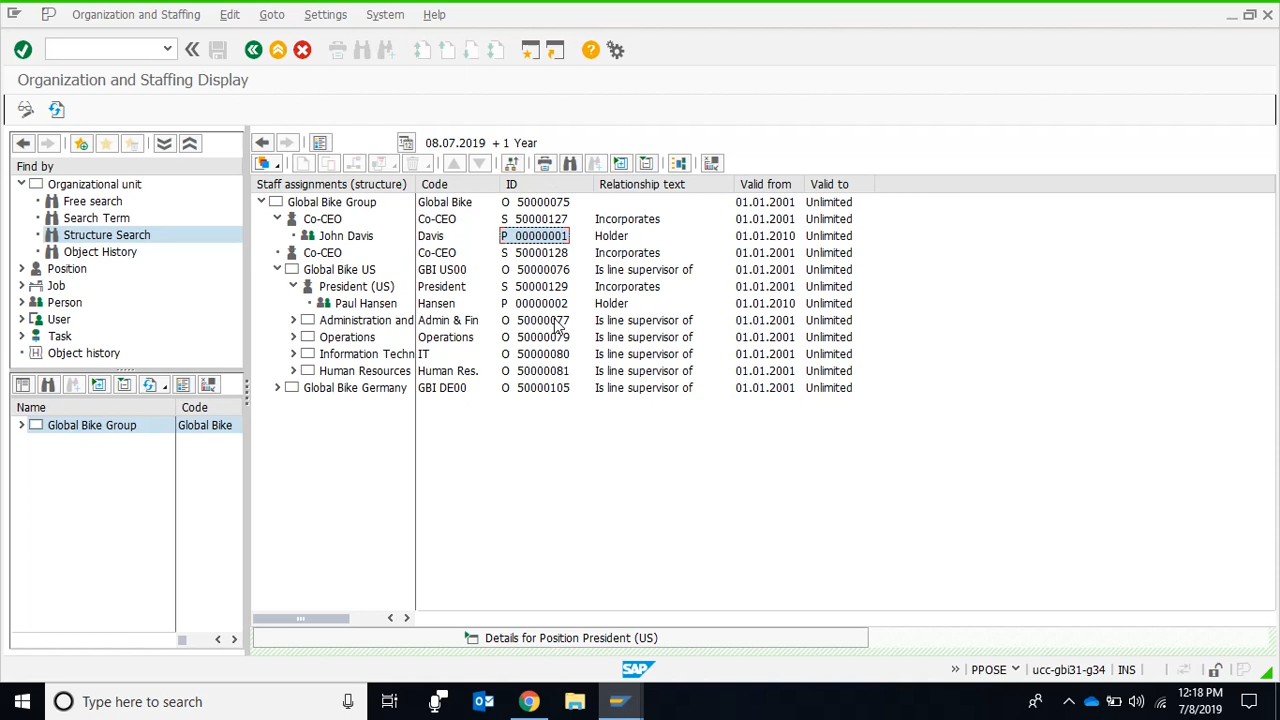 Organization and Staffing Edit Goto Settings System Help
Organization and Staffing Display
Find by
Organizational unit
Free search
Search Term
Structure Search
Object History
Position
Job
Person
User
Task
Object history
Name Code
Global Bike Group Global Bike
08.07.2019 + 1 Year
Staff assignments (structure) Code ID Relationship text Valid from Valid to
Global Bike Group Global Bike O 50000075 01.01.2001 Unlimited
Co-CEO Co-CEO S 50000127 Incorporates 01.01.2001 Unlimited
John Davis Davis P 00000001 Holder 01.01.2010 Unlimited
Co-CEO Co-CEO S 50000128 Incorporates 01.01.2001 Unlimited
Global Bike US GBI US00 O 50000076 Is line supervisor of 01.01.2001 Unlimited
President (US) President S 50000129 Incorporates 01.01.2001 Unlimited
Paul Hansen Hansen P 00000002 Holder 01.01.2010 Unlimited
Administration and Admin & Fin O 50000077 Is line supervisor of 01.01.2001 Unlimited
Operations Operations O 50000079 Is line supervisor of 01.01.2001 Unlimited
Information Techn IT O 50000080 Is line supervisor of 01.01.2001 Unlimited
Human Resources Human Res. O 50000081 Is line supervisor of 01.01.2001 Unlimited
Global Bike Germany GBI DE00 O 50000105 Is line supervisor of 01.01.2001 Unlimited
Details for Position President (US)
SAP
PPOSE ucc-gbi31-g34 INS
Type here to search
12:18 PM
7/8/2019